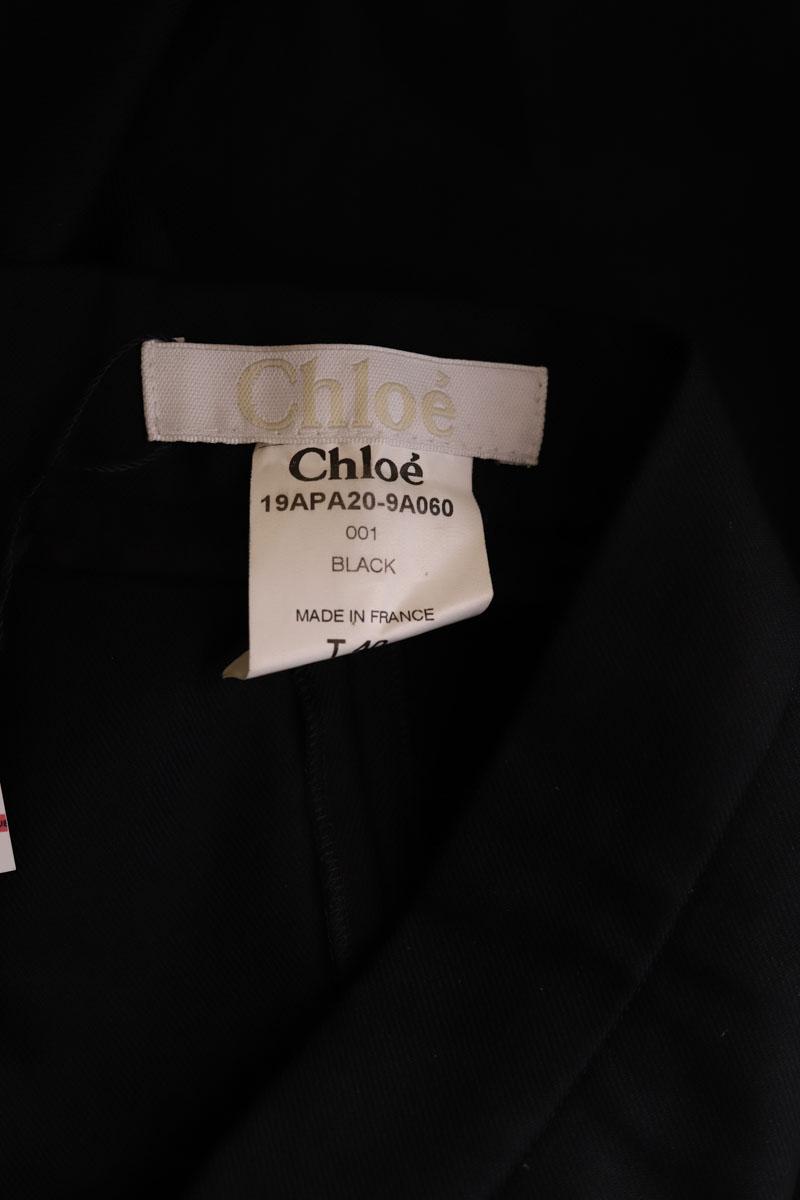 Chloé
Chloé
19APA20-9A060
001
BLACK
MADE IN FRANCE